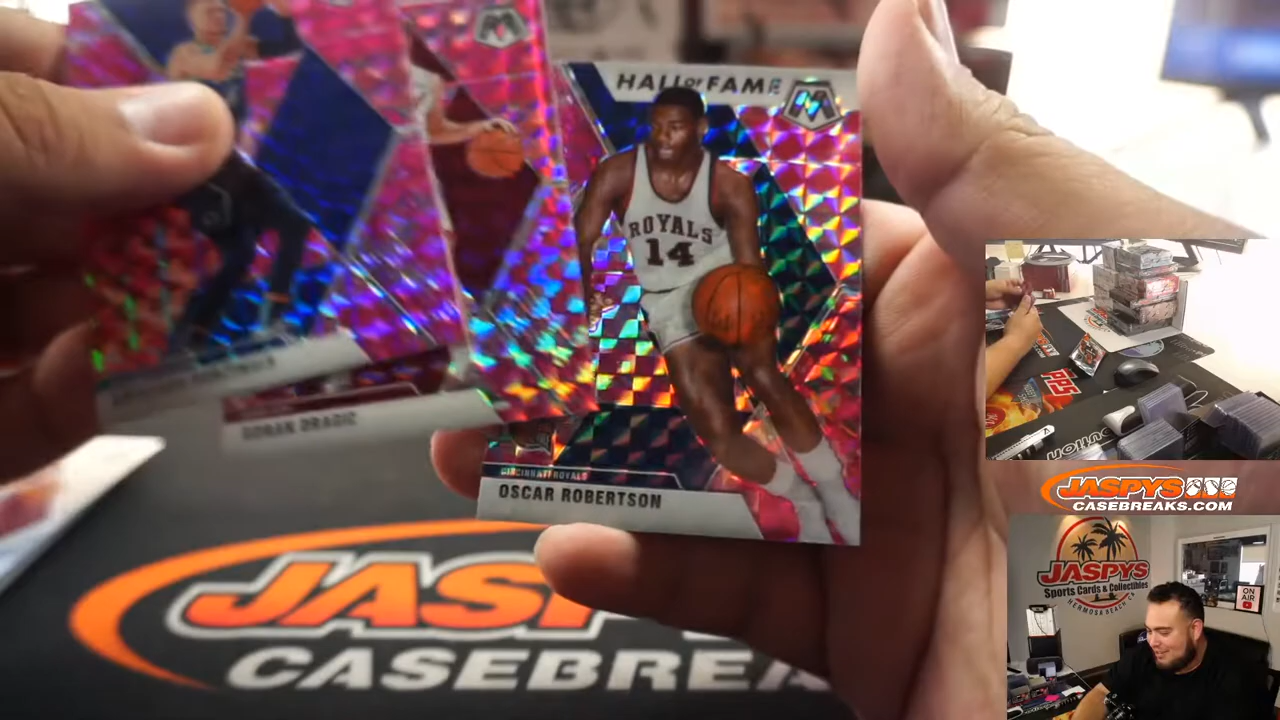 HALL OF FAME
ROYALS
14
CINCINNATI ROYALS
OSCAR ROBERTSON
GORAN DRAGIC
JASPYS
CASEBREAKS.COM
JASPYS
Sports Cards & Collectibles
HERMOSA BEACH CA
ON
AIR
JASP
CASEBREA